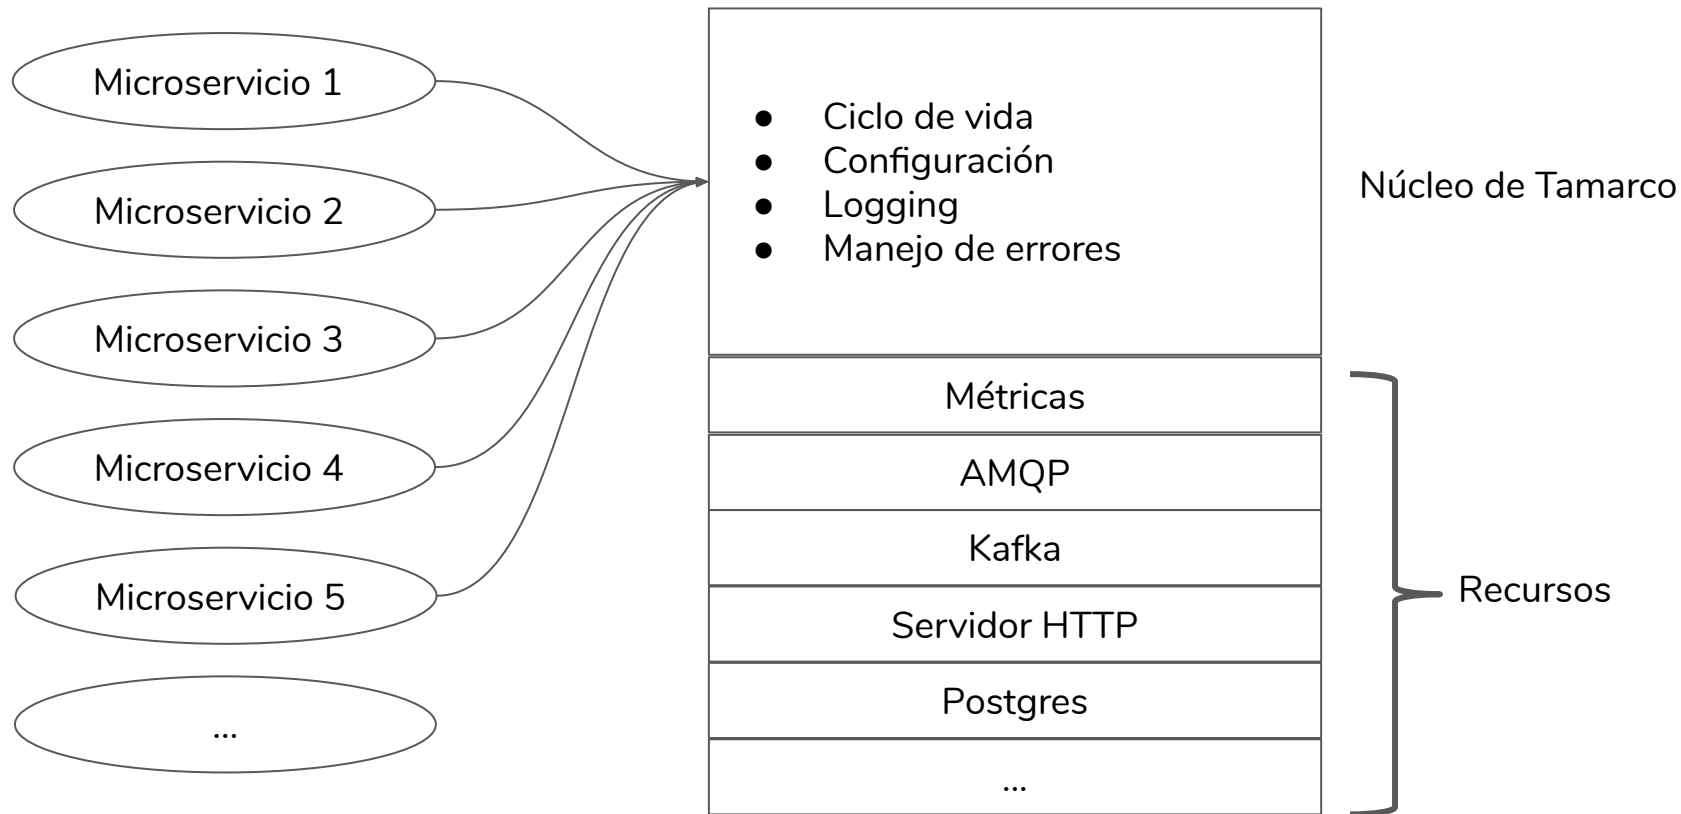 Microservicio 1
Microservicio 2
Microservicio 3
Microservicio 4
Microservicio 5
...
● Ciclo de vida
● Configuración
● Logging
● Manejo de errores
Núcleo de Tamarco
Métricas
AMQP
Kafka
Servidor HTTP
Postgres
...
Recursos